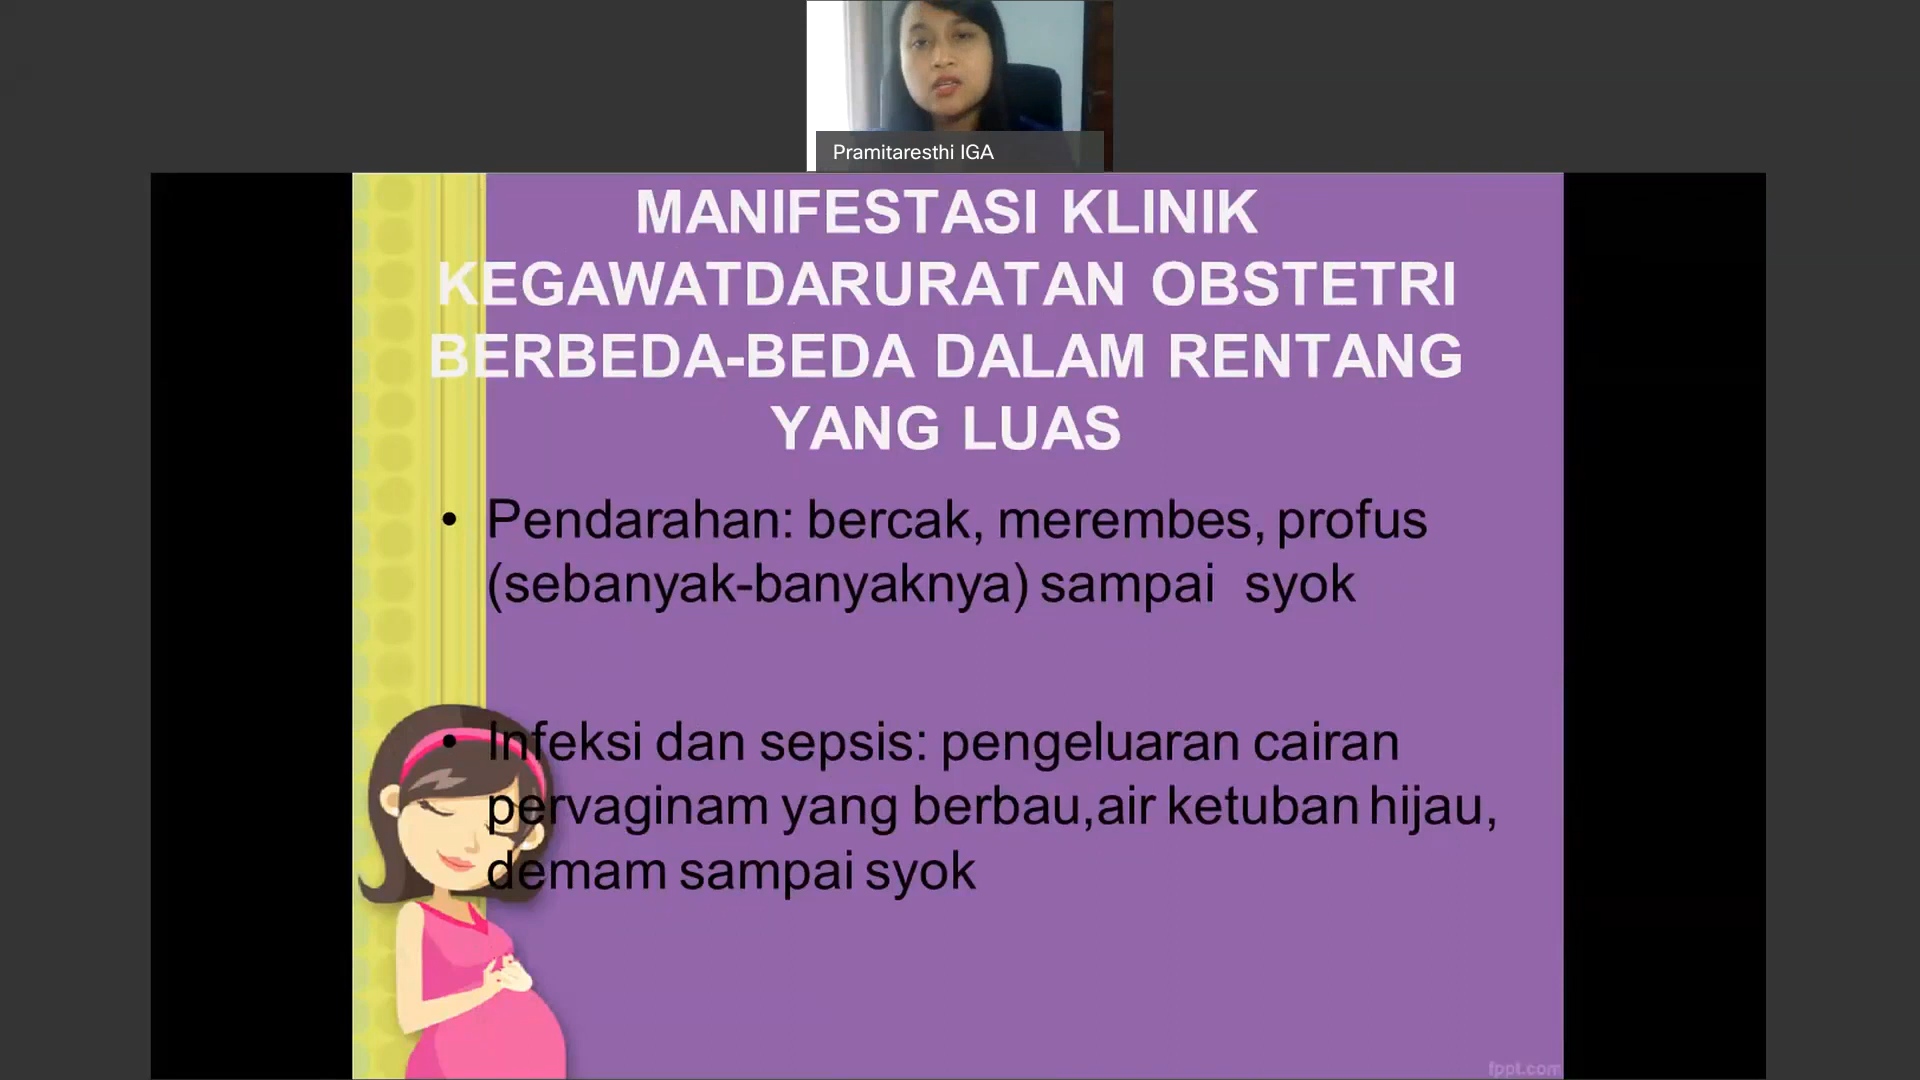 Pramitaresthi IGA
MANIFESTASI KLINIK
KEGAWATDARURATAN OBSTETRI
BERBEDA-BEDA DALAM RENTANG
YANG LUAS
• Pendarahan: bercak, merembes, profus
(sebanyak-banyaknya) sampai syok
• Infeksi dan sepsis: pengeluaran cairan
pervaginam yang berbau,air ketuban hijau,
demam sampai syok
fppt.com